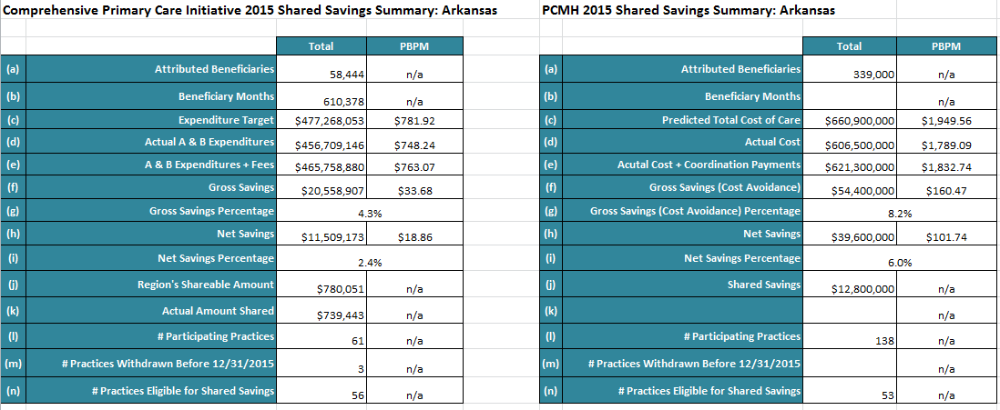 Comprehensive Primary Care Initiative 2015 Shared Savings Summary: Arkansas
Total PBPM
(a) Attributed Beneficiaries 58,444 n/a
(b) Beneficiary Months 610,378 n/a
(c) Expenditure Target $477,268,053 $781.92
(d) Actual A & B Expenditures $456,709,146 $748.24
(e) A & B Expenditures + Fees $465,758,880 $763.07
(f) Gross Savings $20,558,907 $33.68
(g) Gross Savings Percentage 4.3%
(h) Net Savings $11,509,173 $18.86
(i) Net Savings Percentage 2.4%
(j) Region's Shareable Amount $780,051 n/a
(k) Actual Amount Shared $739,443 n/a
(l) # Participating Practices 61 n/a
(m) # Practices Withdrawn Before 12/31/2015 3 n/a
(n) # Practices Eligible for Shared Savings 56 n/a
PCMH 2015 Shared Savings Summary: Arkansas
Total PBPM
(a) Attributed Beneficiaries 339,000 n/a
(b) Beneficiary Months n/a
(c) Predicted Total Cost of Care $660,900,000 $1,949.56
(d) Actual Cost $606,500,000 $1,789.09
(e) Acutal Cost + Coordination Payments $621,300,000 $1,832.74
(f) Gross Savings (Cost Avoidance) $54,400,000 $160.47
(g) Gross Savings (Cost Avoidance) Percentage 8.2%
(h) Net Savings $39,600,000 $101.74
(i) Net Savings Percentage 6.0%
(j) Shared Savings $12,800,000 n/a
(k) n/a
(l) # Participating Practices 138 n/a
(m) # Practices Withdrawn Before 12/31/2015 n/a
(n) # Practices Eligible for Shared Savings 53 n/a